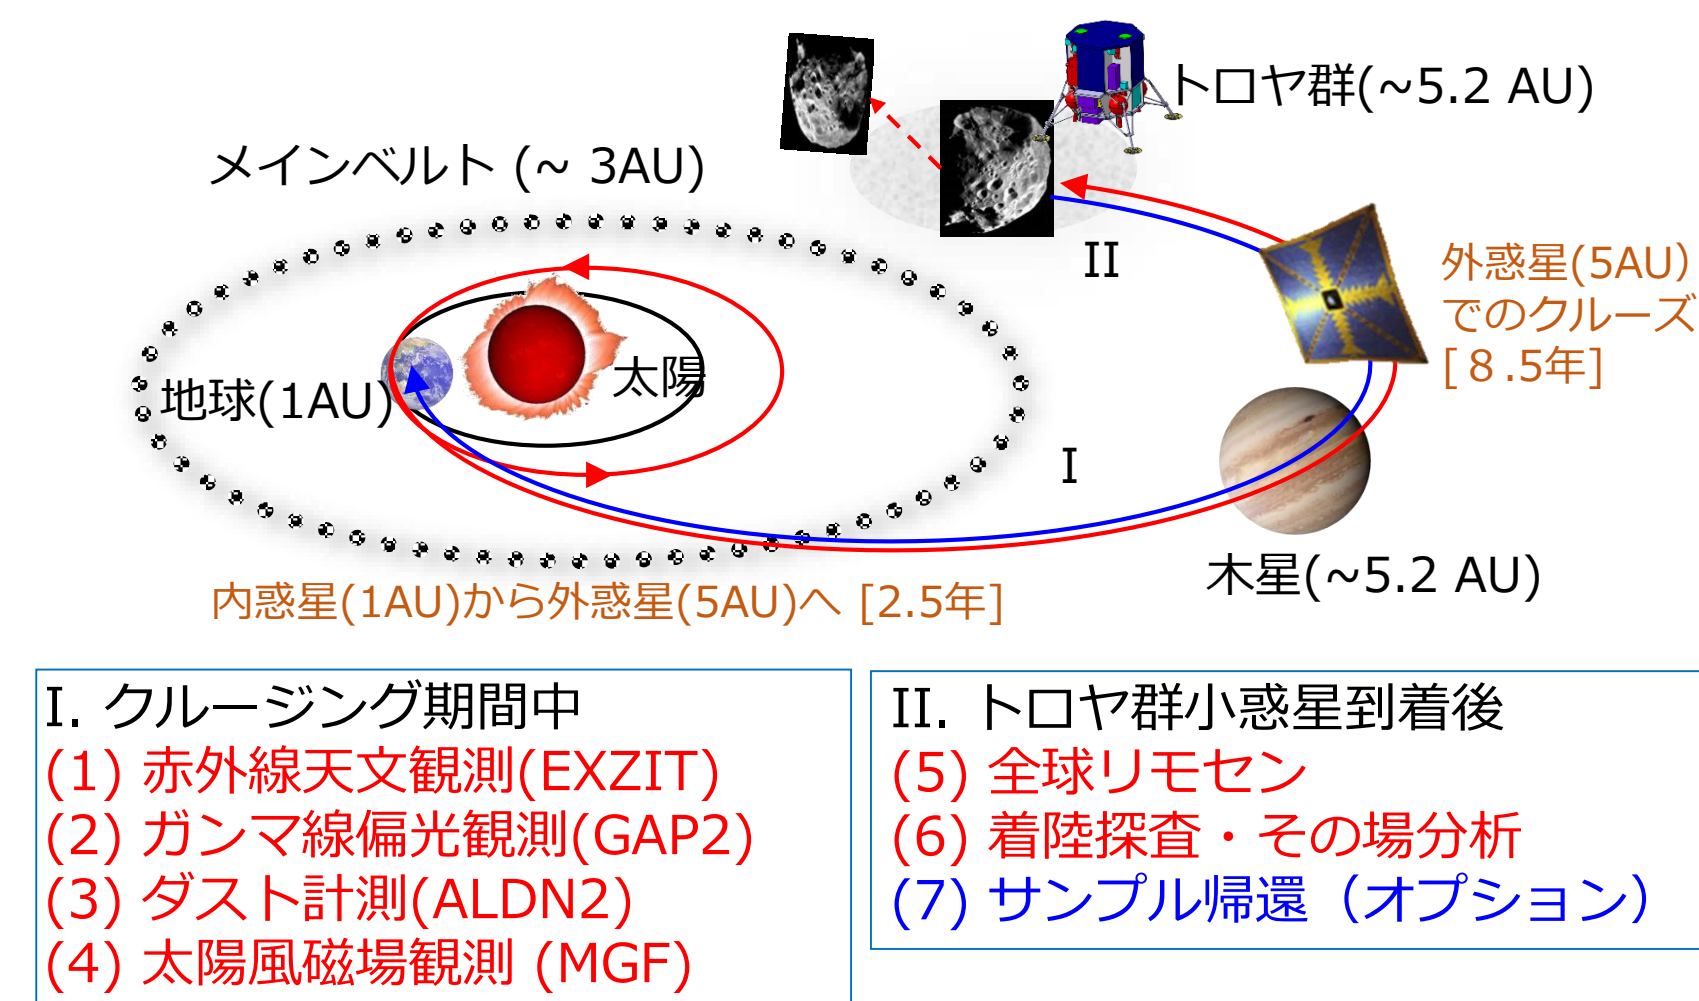 トロヤ群(~5.2 AU)
メインベルト (~ 3AU)
II
外惑星(5AU)
でのクルーズ
[８.5年]
太陽
地球(1AU)
I
木星(~5.2 AU)
内惑星(1AU)から外惑星(5AU)へ [2.5年]
I. クルージング期間中
(1) 赤外線天文観測(EXZIT)
(2) ガンマ線偏光観測(GAP2)
(3) ダスト計測(ALDN2)
(4) 太陽風磁場観測 (MGF)
II. トロヤ群小惑星到着後
(5) 全球リモセン
(6) 着陸探査・その場分析
(7) サンプル帰還（オプション）